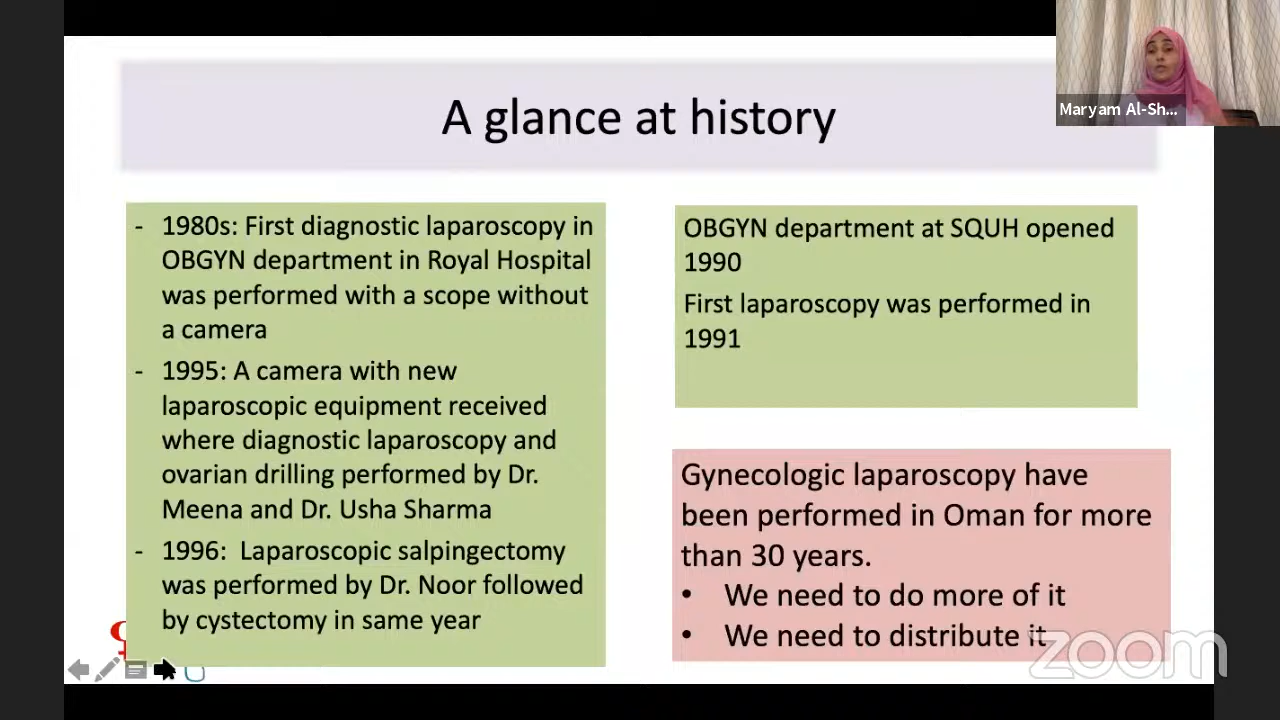 A glance at history
Maryam Al-Sh...
- 1980s: First diagnostic laparoscopy in
OBGYN department in Royal Hospital
was performed with a scope without
a camera
- 1995: A camera with new
laparoscopic equipment received
where diagnostic laparoscopy and
ovarian drilling performed by Dr.
Meena and Dr. Usha Sharma
- 1996:  Laparoscopic salpingectomy
was performed by Dr. Noor followed
by cystectomy in same year
OBGYN department at SQUH opened
1990
First laparoscopy was performed in
1991
Gynecologic laparoscopy have
been performed in Oman for more
than 30 years.
• We need to do more of it
• We need to distribute it
zoom